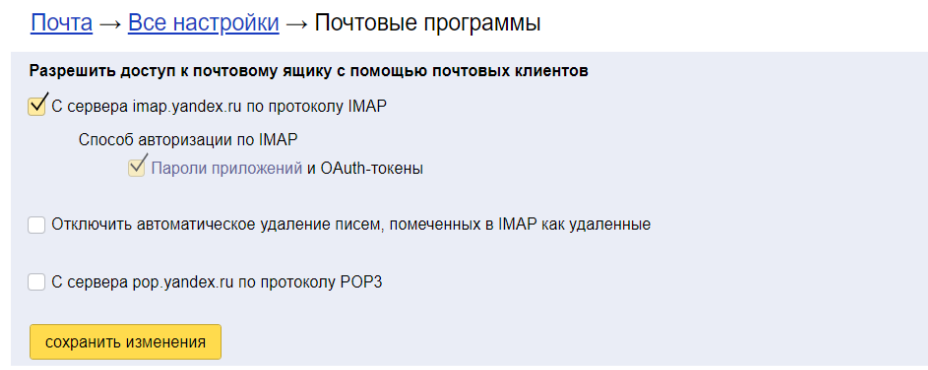 Почта → Все настройки → Почтовые программы
Разрешить доступ к почтовому ящику с помощью почтовых клиентов
С сервера imap.yandex.ru по протоколу IMAP
Способ авторизации по IMAP
Пароли приложений и OAuth-токены
Отключить автоматическое удаление писем, помеченных в IMAP как удаленные
С сервера pop.yandex.ru по протоколу POP3
сохранить изменения